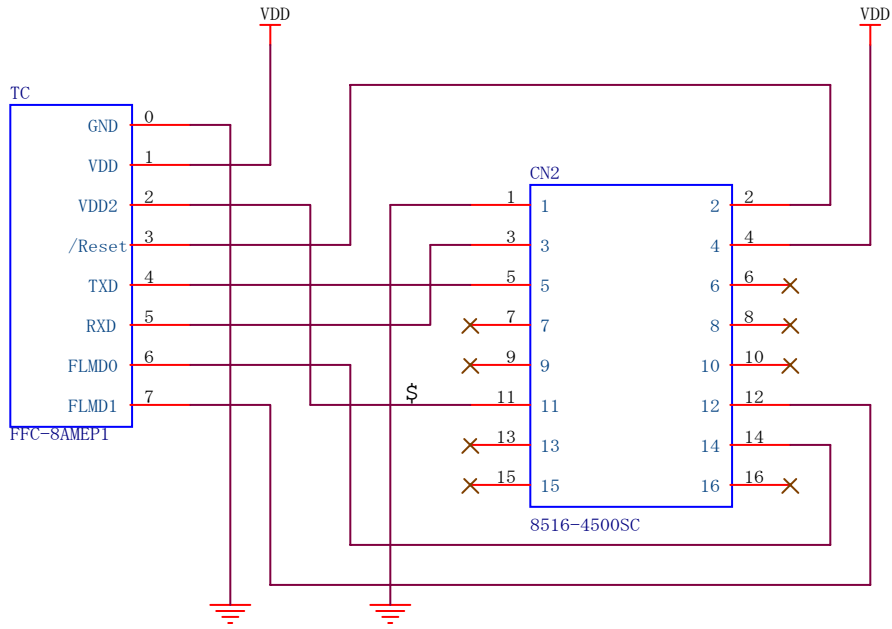 VDD
VDD
TC
GND 0
VDD 1
VDD2 2
/Reset 3
TXD 4
RXD 5
FLMD0 6
FLMD1 7
FFC-8AMEP1
$
CN2
1 1 2 2
3 3 4 4
5 5 6 6
7 7 8 8
9 9 10 10
11 11 12 12
13 13 14 14
15 15 16 16
8516-4500SC